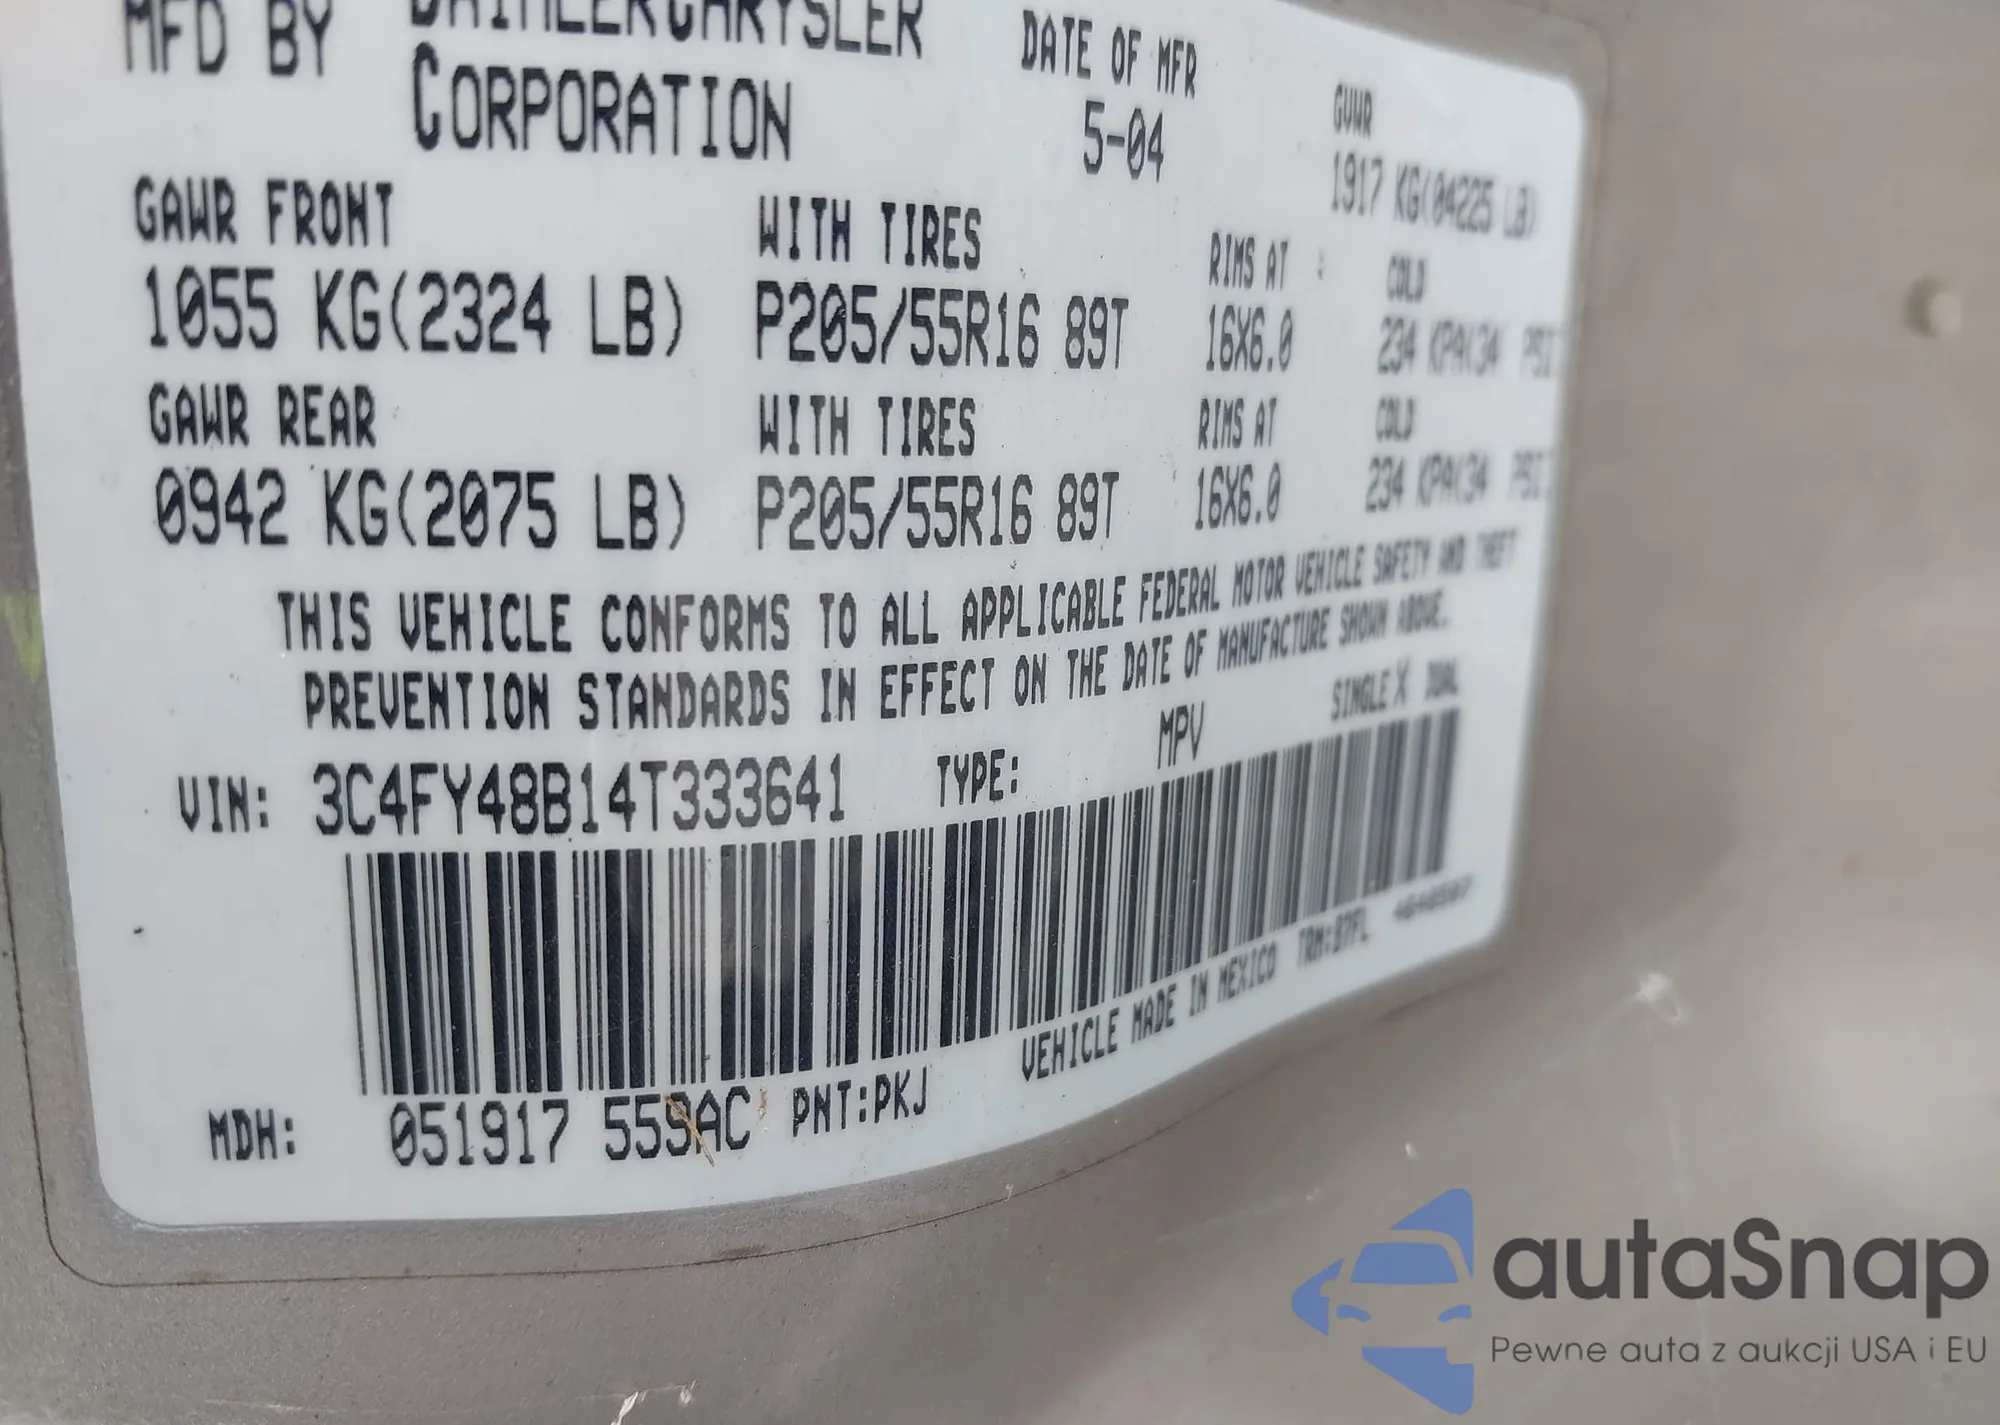 MFD BY DAIMLERCHRYSLER CORPORATION DATE OF MFR 5-04 GVWR 1917 KG(04225 LB)
GAWR FRONT WITH TIRES RIMS AT : COLD
1055 KG(2324 LB) P205/55R16 89T 16X6.0 234 KPA(34 PSI
GAWR REAR WITH TIRES RIMS AT COLD
0942 KG(2075 LB) P205/55R16 89T 16X6.0 234 KPA(34 PSI
THIS VEHICLE CONFORMS TO ALL APPLICABLE FEDERAL MOTOR VEHICLE SAFETY AND THEFT
PREVENTION STANDARDS IN EFFECT ON THE DATE OF MANUFACTURE SHOWN ABOVE.
VIN: 3C4FY48B14T333641 TYPE: MPV SINGLE X DUAL
MDH: 051917 559AC PNT:PKJ VEHICLE MADE IN MEXICO
autaSnap
Pewne auta z aukcji USA i EU